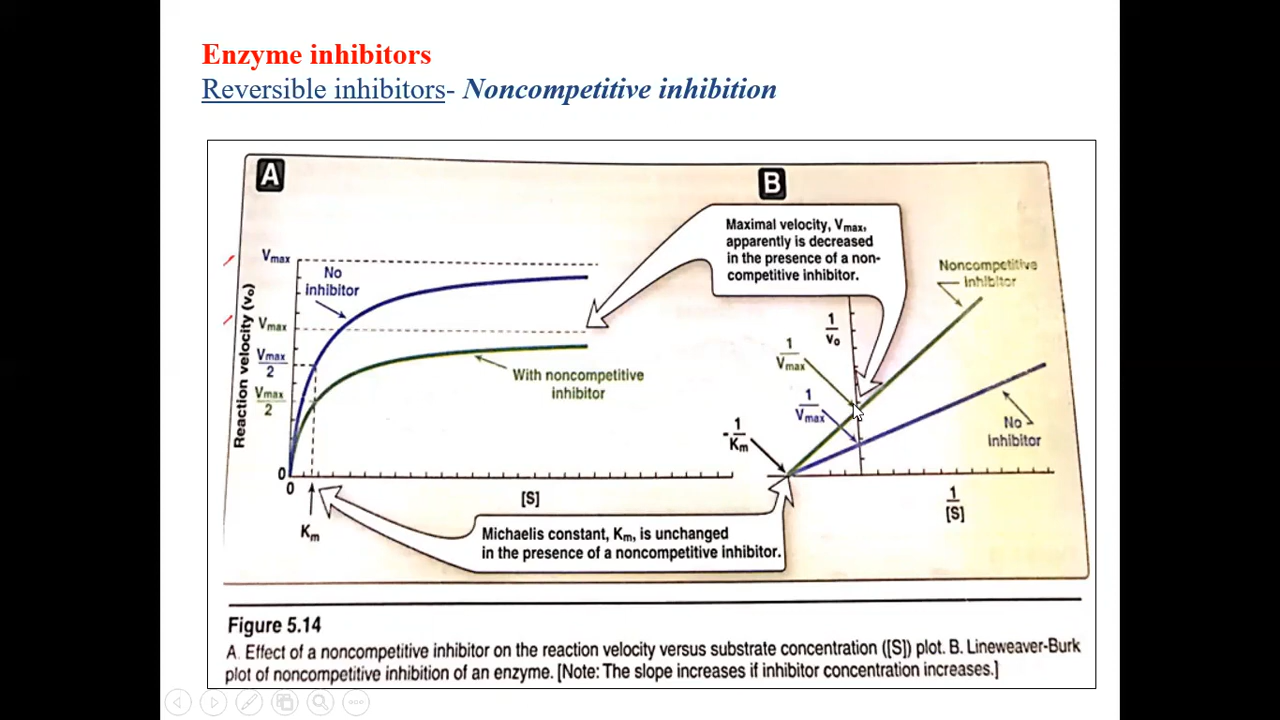 Enzyme inhibitors
Reversible inhibitors- Noncompetitive inhibition
A
B
Maximal velocity, Vmax,
apparently is decreased
in the presence of a non-
competitive inhibitor.
Vmax
No
inhibitor
Vmax
Vmax
2
Vmax
2
Reaction velocity (vo)
With noncompetitive
inhibitor
0
0
[S]
Km
Noncompetitive
inhibitor
1
vo
1
Vmax
1
Vmax
- 1
Km
No
inhibitor
1
[S]
Michaelis constant, Km, is unchanged
in the presence of a noncompetitive inhibitor.
Figure 5.14
A. Effect of a noncompetitive inhibitor on the reaction velocity versus substrate concentration ([S]) plot. B. Lineweaver-Burk
plot of noncompetitive inhibition of an enzyme. [Note: The slope increases if inhibitor concentration increases.]